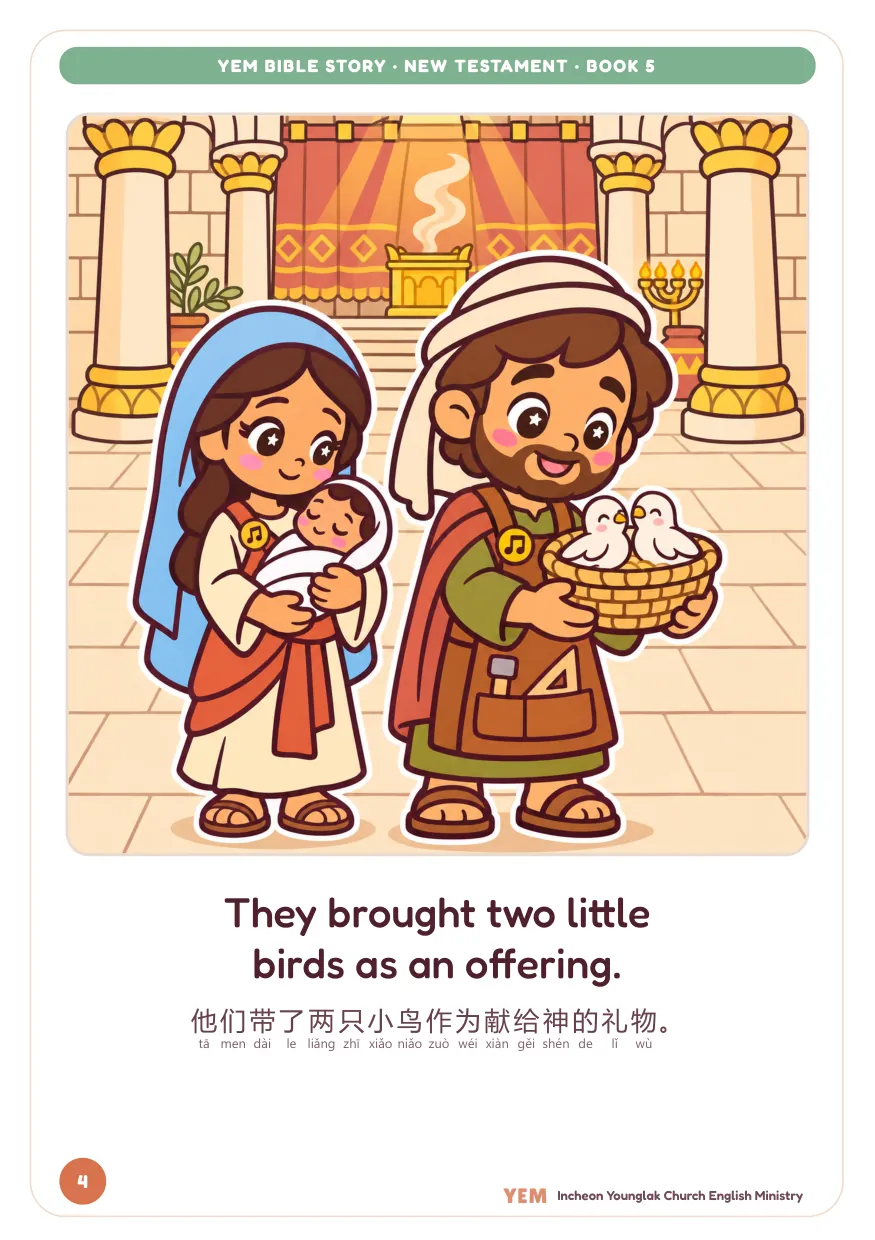 YEM BIBLE STORY · NEW TESTAMENT · BOOK 5
They brought two little
birds as an offering.
他们带了两只小鸟作为献给神的礼物。
tā men dài le liǎng zhī xiǎo niǎo zuò wéi xiàn gěi shén de lǐ wù
4
YEM Incheon Younglak Church English Ministry